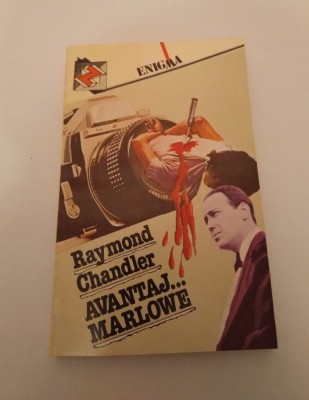 ENIGMA
Raymond
Chandler
AVANTAJ...
MARLOWE